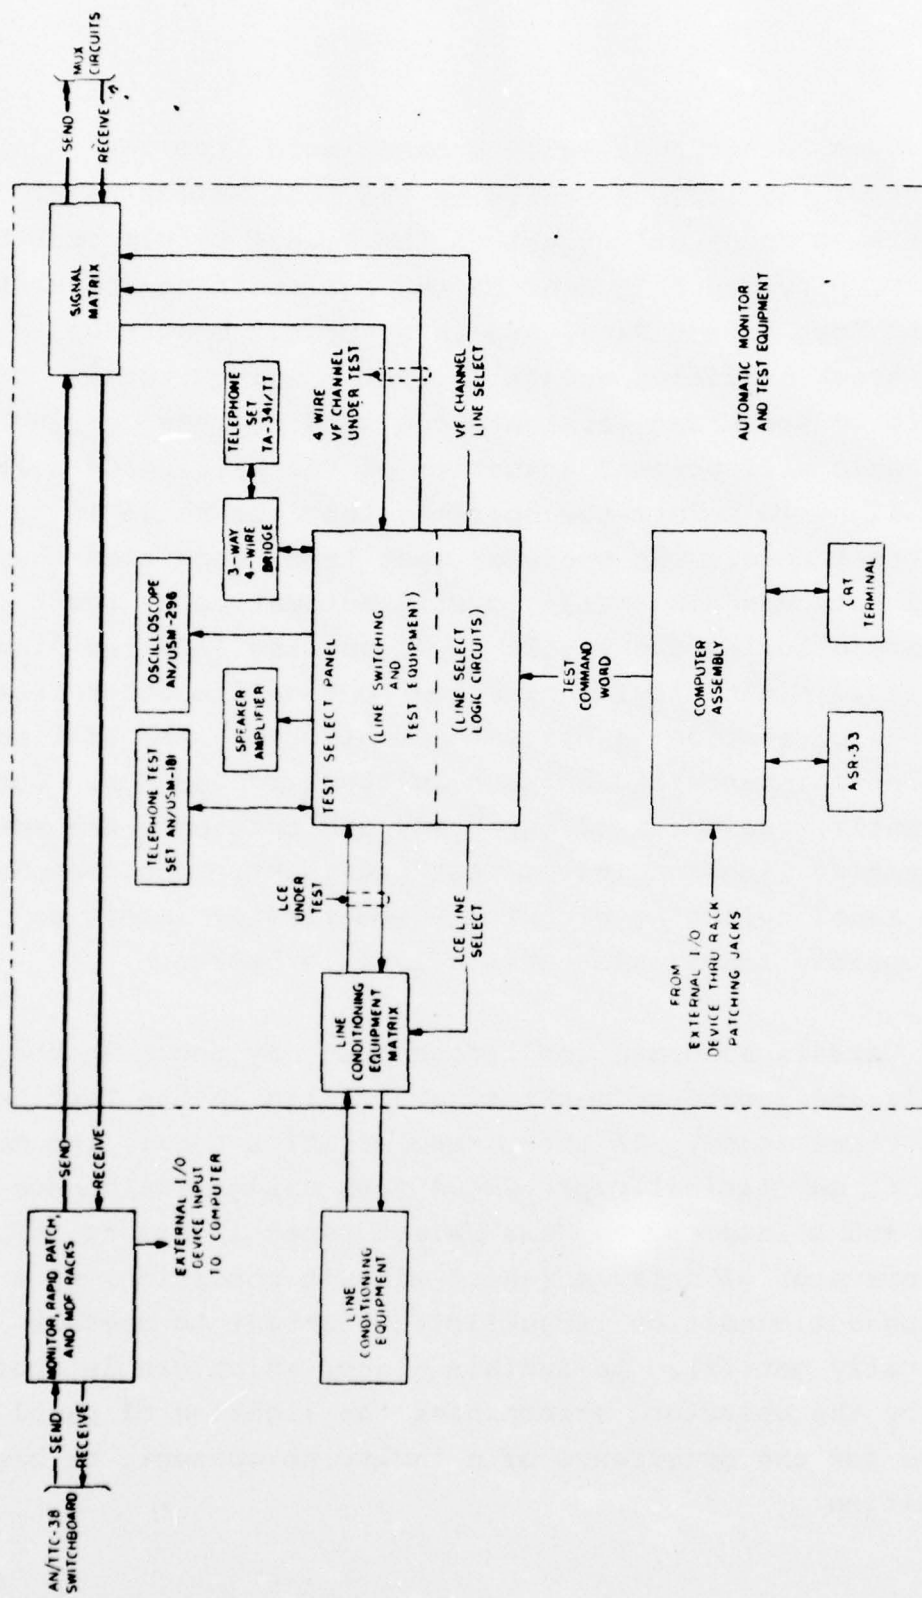 AN/TTC-38
SWITCHBOARD
SEND
RECEIVE
MONITOR, RAPID PATCH,
AND MDF RACKS
SEND
RECEIVE
EXTERNAL I/O
DEVICE INPUT
TO COMPUTER
SIGNAL
MATRIX
SEND
RECEIVE
MUX
CIRCUITS
TELEPHONE TEST
SET AN/USM-181
OSCILLOSCOPE
AN/USM-296
SPEAKER
AMPLIFIER
3-WAY
4-WIRE
BRIDGE
TELEPHONE
SET
TA-341/TT
4 WIRE
VF CHANNEL
UNDER TEST
VF CHANNEL
LINE SELECT
LINE
CONDITIONING
EQUIPMENT
LINE
CONDITIONING
EQUIPMENT
MATRIX
LCE
UNDER
TEST
LCE LINE
SELECT
TEST SELECT PANEL
(LINE SWITCHING
AND
TEST EQUIPMENT)
(LINE SELECT
LOGIC CIRCUITS)
TEST
COMMAND
WORD
FROM
EXTERNAL I/O
DEVICE THRU RACK
PATCHING JACKS
COMPUTER
ASSEMBLY
ASR-33
CRT
TERMINAL
AUTOMATIC MONITOR
AND TEST EQUIPMENT